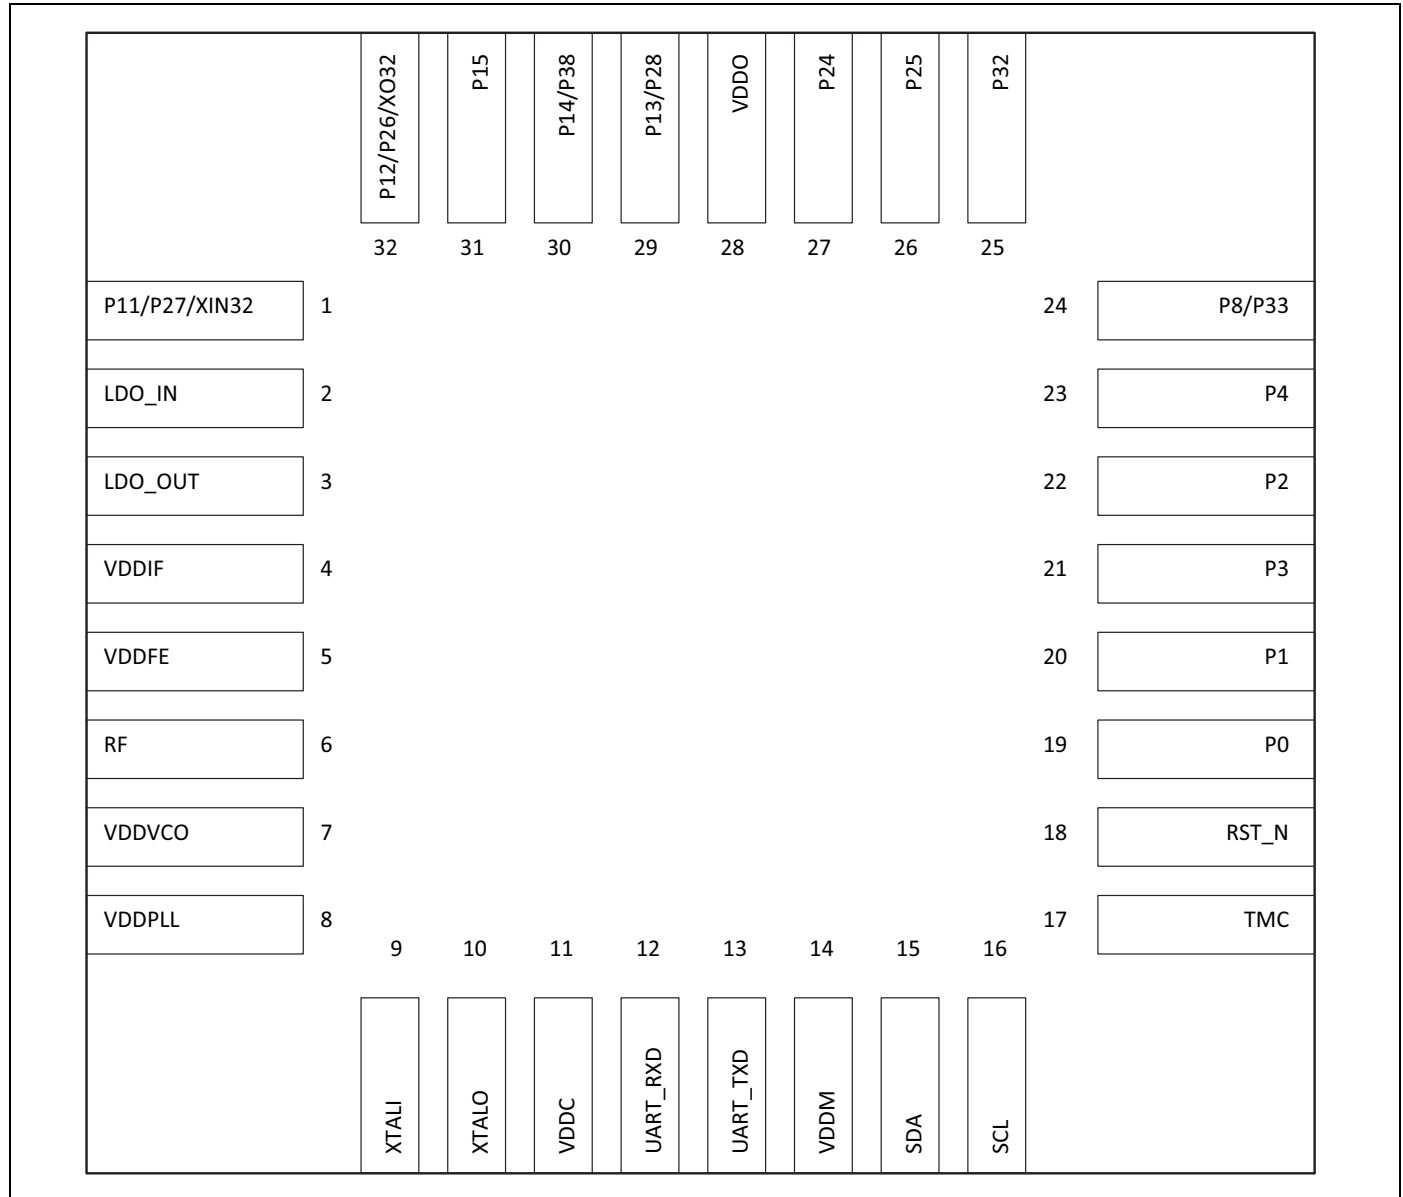 P12/P26/XO32 P15 P14/P38 P13/P28 VDDO P24 P25 P32
32 31 30 29 28 27 26 25
P11/P27/XIN32 1 24 P8/P33
LDO_IN 2 23 P4
LDO_OUT 3 22 P2
VDDIF 4 21 P3
VDDFE 5 20 P1
RF 6 19 P0
VDDVCO 7 18 RST_N
VDDPLL 8 17 TMC
9 10 11 12 13 14 15 16
XTALI XTALO VDDC UART_RXD UART_TXD VDDM SDA SCL